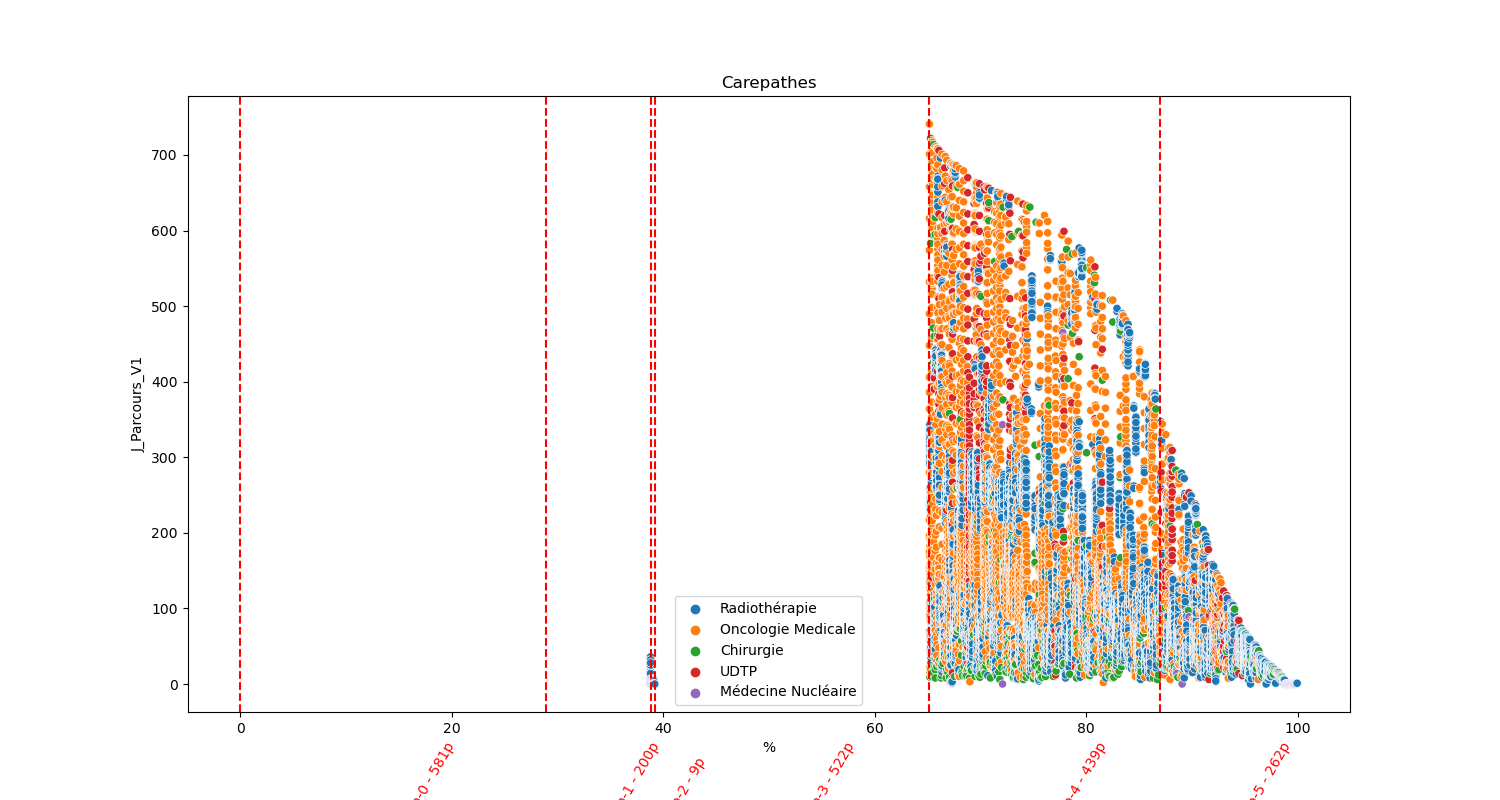 Carepathes
J_Parcours_V1
700
600
500
400
300
200
100
0
Radiothérapie
Oncologie Medicale
Chirurgie
UDTP
Médecine Nucléaire
0 20 40 60 80 100
%
-0 - 581p
-1 - 200p
-2 - 9p
-3 - 522p
-4 - 439p
-5 - 262p